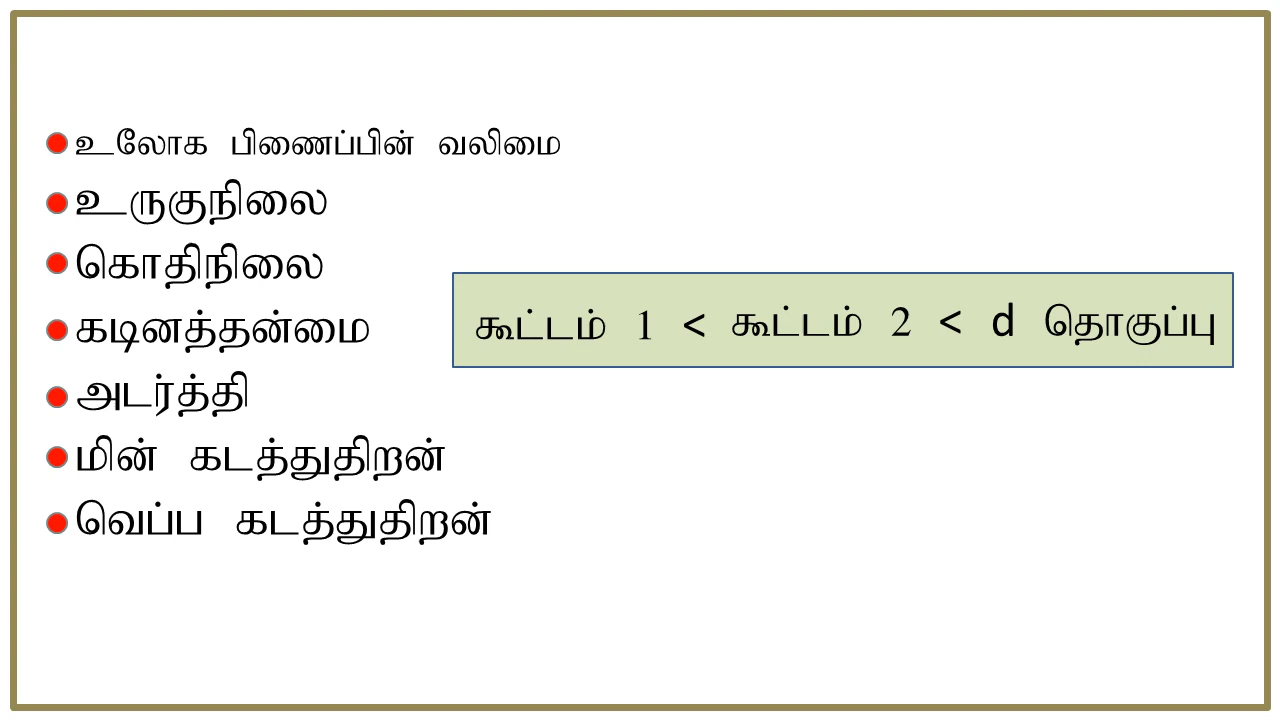 உலோக பிணைப்பின் வலிமை
உருகுநிலை
கொதிநிலை
கடினத்தன்மை
அடர்த்தி
மின் கடத்துதிறன்
வெப்ப கடத்துதிறன்
கூட்டம் 1 < கூட்டம் 2 < d தொகுப்பு